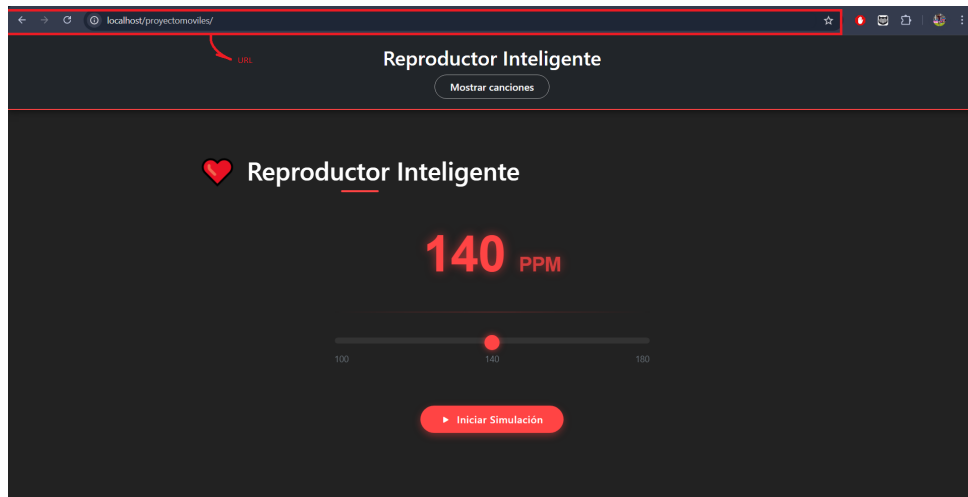 localhost/proyectomoviles/
URL
Reproductor Inteligente
Mostrar canciones
Reproductor Inteligente
140 PPM
100 140 180
Iniciar Simulación